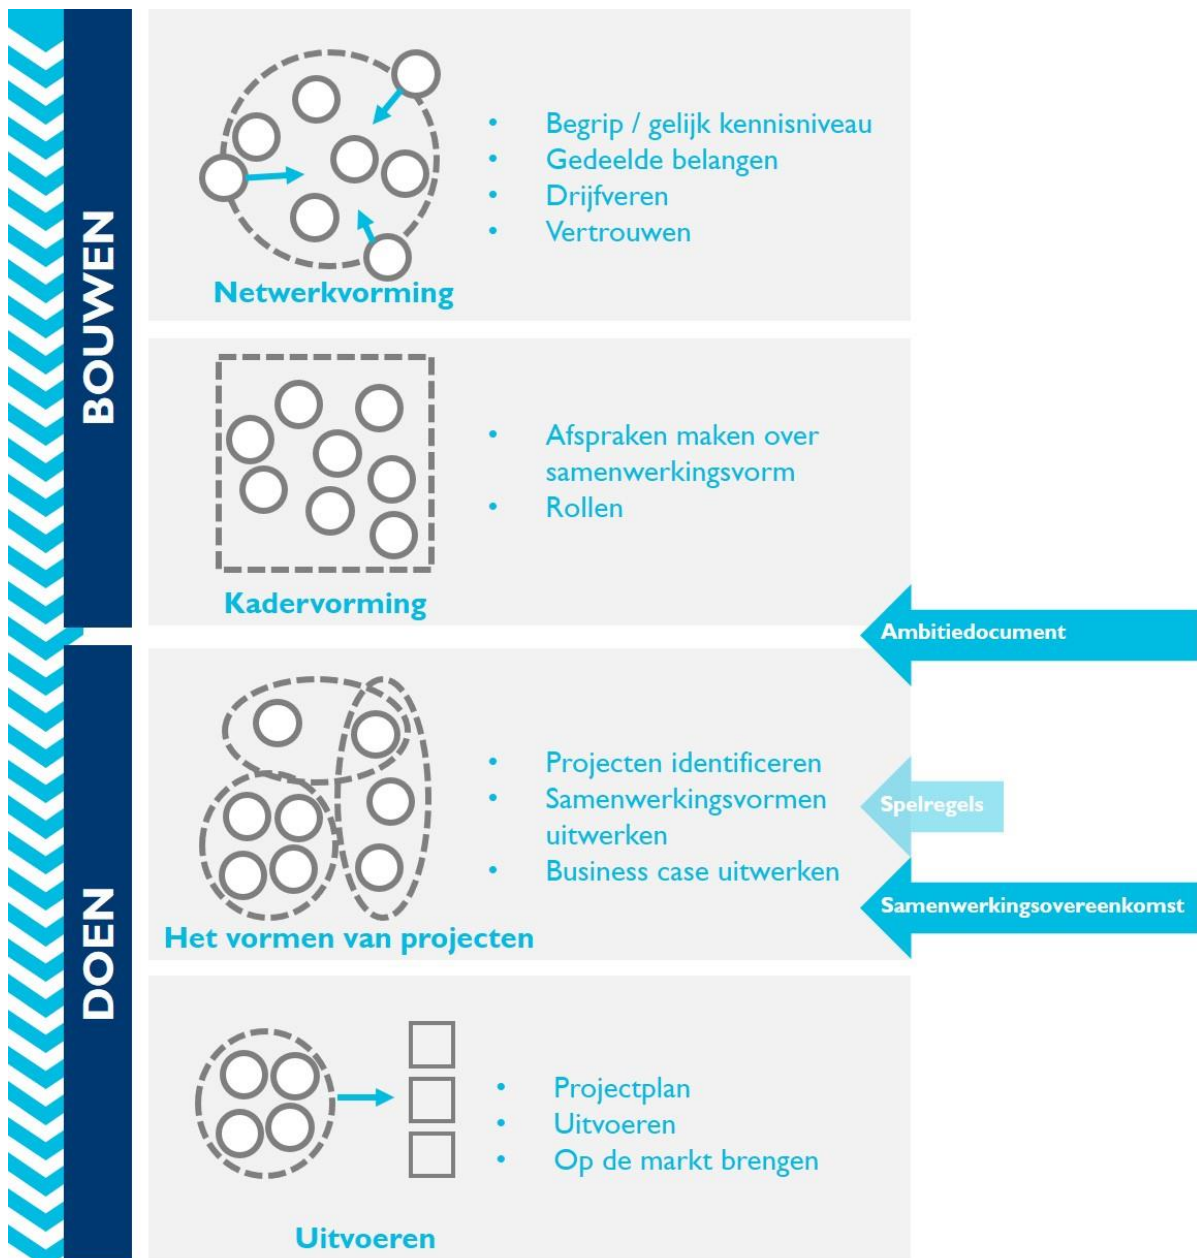 BOUWEN
Begrip / gelijk kennisniveau
Gedeelde belangen
Drijfveren
Vertrouwen
Netwerkvorming
Afspraken maken over
samenwerkingsvorm
Rollen
Kadervorming
Ambitiedocument
DOEN
Projecten identificeren
Samenwerkingsvormen
uitwerken
Business case uitwerken
Spelregels
Samenwerkingsovereenkomst
Het vormen van projecten
Projectplan
Uitvoeren
Op de markt brengen
Uitvoeren